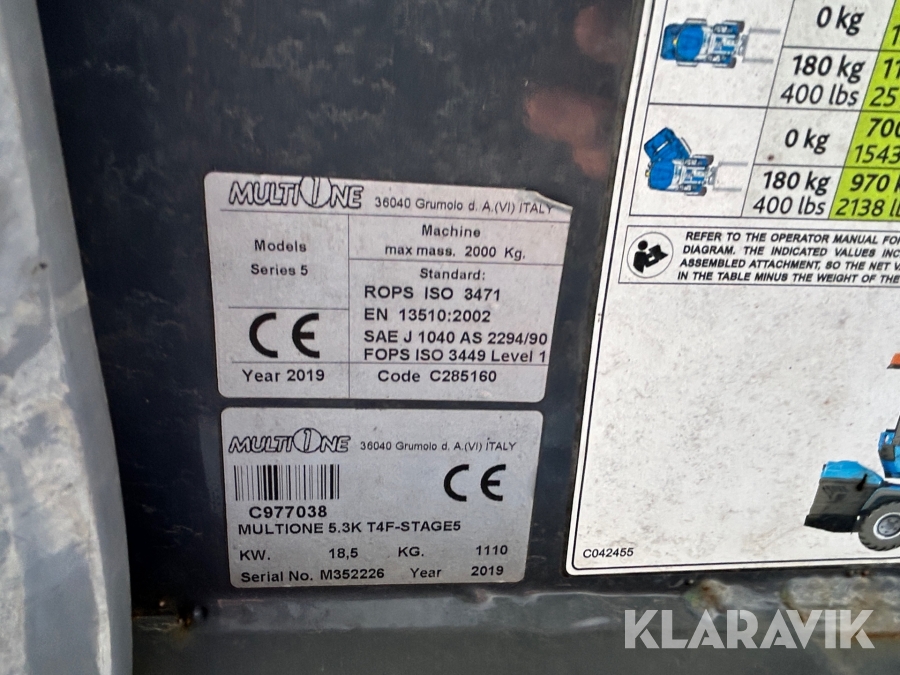 MULTIONE 36040 Grumolo d. A.(VI) ITALY
Models
Series 5
Machine
max mass. 2000 Kg.
Standard:
ROPS ISO 3471
EN 13510:2002
SAE J 1040 AS 2294/90
FOPS ISO 3449 Level 1
CE
Year 2019
Code C285160
MULTIONE 36040 Grumolo d. A.(VI) ITALY
CE
C977038
MULTIONE 5.3K T4F-STAGE5
KW. 18,5 KG. 1110
Serial No. M352226 Year 2019
0 kg
180 kg
400 lbs
0 kg 700
1543
180 kg 970
400 lbs 2138
REFER TO THE OPERATOR MANUAL FOR
DIAGRAM. THE INDICATED VALUES
ASSEMBLED ATTACHMENT, SO THE NET
IN THE TABLE MINUS THE WEIGHT OF THE
C042455
KLARAVIK